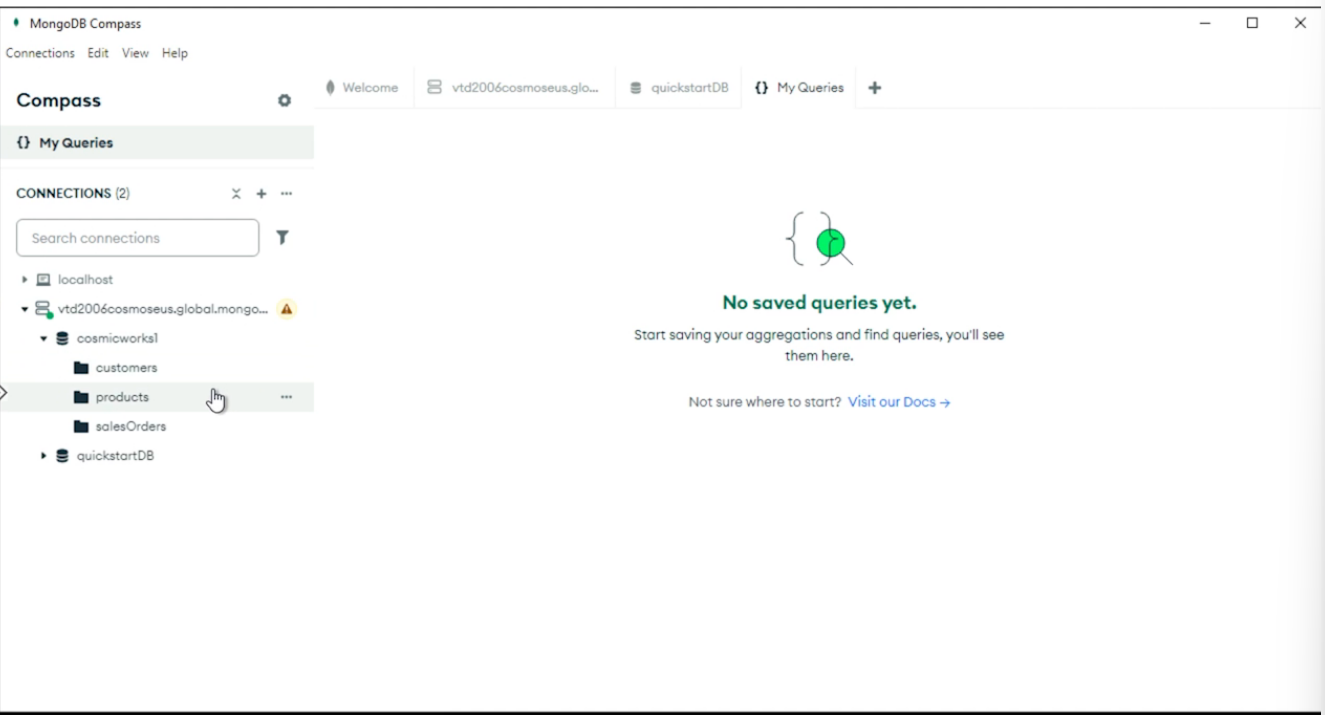 MongoDB Compass
Connections Edit View Help
Compass
Welcome
vtd2006cosmoseus.glo...
quickstartDB
{} My Queries
{} My Queries
CONNECTIONS (2)
Search connections
localhost
vtd2006cosmoseus.global.mongo...
cosmicworks1
customers
products
salesOrders
quickstartDB
No saved queries yet.
Start saving your aggregations and find queries, you'll see
them here.
Not sure where to start? Visit our Docs →